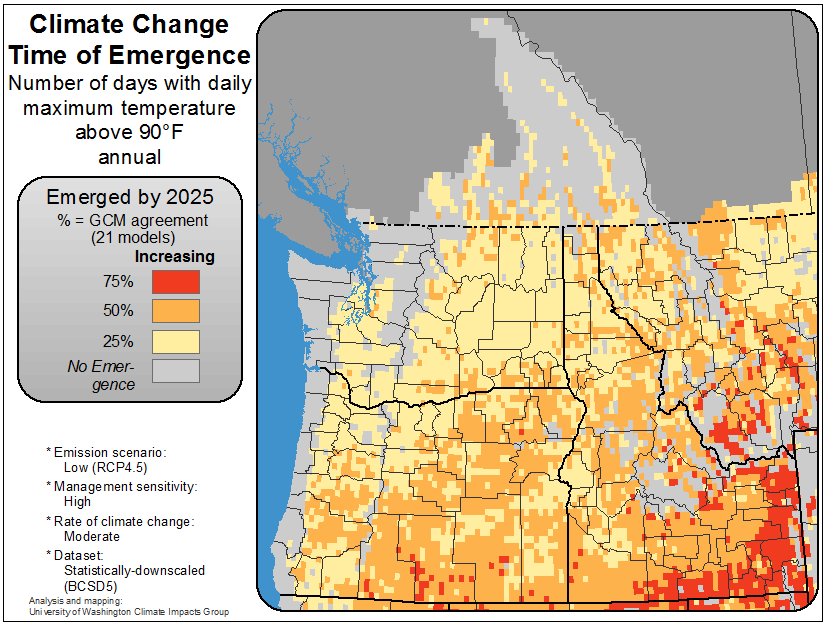 Climate Change
Time of Emergence
Number of days with daily
maximum temperature
above 90°F
annual
Emerged by 2025
% = GCM agreement
(21 models)
Increasing
75%
50%
25%
No Emer-
gence
* Emission scenario:
Low (RCP4.5)
* Management sensitivity:
High
* Rate of climate change:
Moderate
* Dataset:
Statistically-downscaled
(BCSD5)
Analysis and mapping:
University of Washington Climate Impacts Group